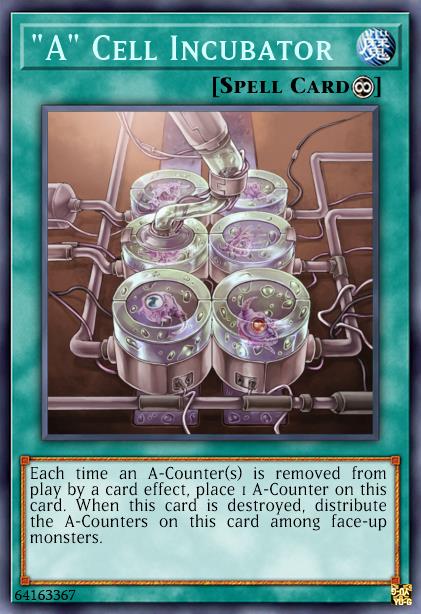 "A" Cell Incubator
魔
[Spell Card]
Each time an A-Counter(s) is removed from
play by a card effect, place 1 A-Counter on this
card. When this card is destroyed, distribute
the A-Counters on this card among face-up
monsters.
64163367